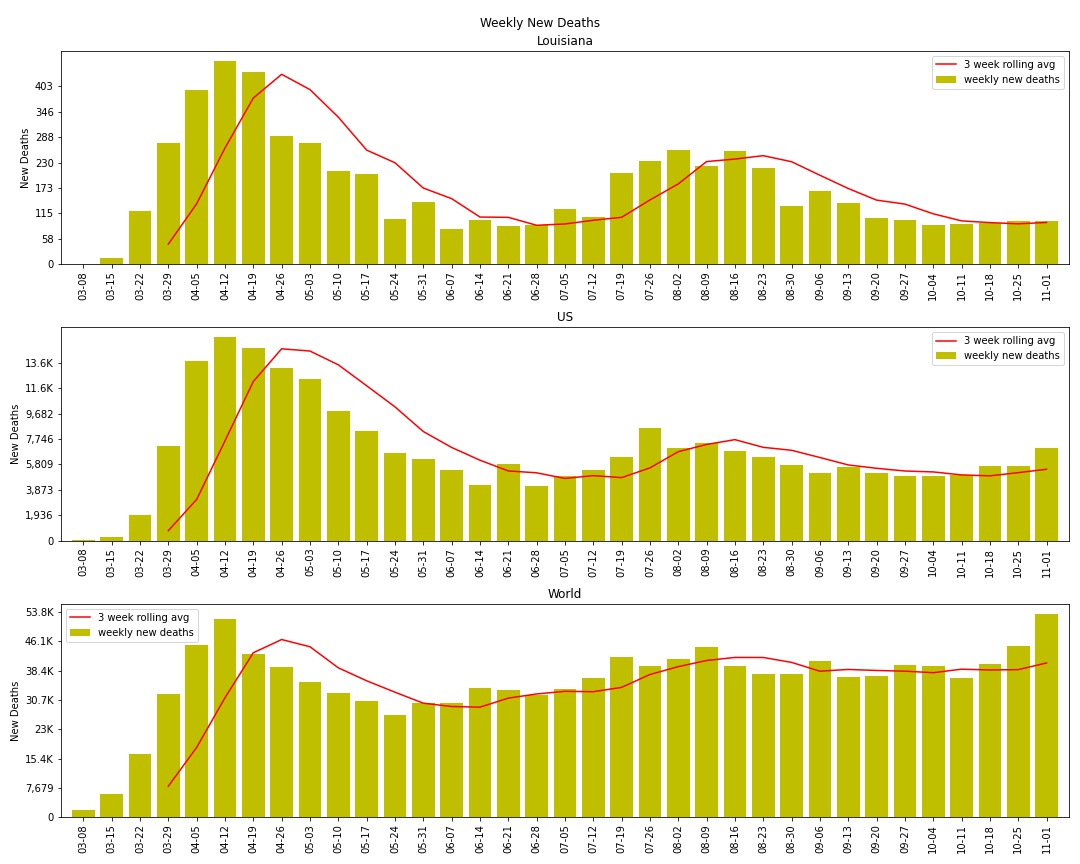 Weekly New Deaths
Louisiana
3 week rolling avg
weekly new deaths
New Deaths
403
346
288
230
173
115
58
0
03-08 03-15 03-22 03-29 04-05 04-12 04-19 04-26 05-03 05-10 05-17 05-24 05-31 06-07 06-14 06-21 06-28 07-05 07-12 07-19 07-26 08-02 08-09 08-16 08-23 08-30 09-06 09-13 09-20 09-27 10-04 10-11 10-18 10-25 11-01
US
3 week rolling avg
weekly new deaths
New Deaths
13.6K
11.6K
9,682
7,746
5,809
3,873
1,936
0
03-08 03-15 03-22 03-29 04-05 04-12 04-19 04-26 05-03 05-10 05-17 05-24 05-31 06-07 06-14 06-21 06-28 07-05 07-12 07-19 07-26 08-02 08-09 08-16 08-23 08-30 09-06 09-13 09-20 09-27 10-04 10-11 10-18 10-25 11-01
World
3 week rolling avg
weekly new deaths
New Deaths
53.8K
46.1K
38.4K
30.7K
23K
15.4K
7,679
0
03-08 03-15 03-22 03-29 04-05 04-12 04-19 04-26 05-03 05-10 05-17 05-24 05-31 06-07 06-14 06-21 06-28 07-05 07-12 07-19 07-26 08-02 08-09 08-16 08-23 08-30 09-06 09-13 09-20 09-27 10-04 10-11 10-18 10-25 11-01